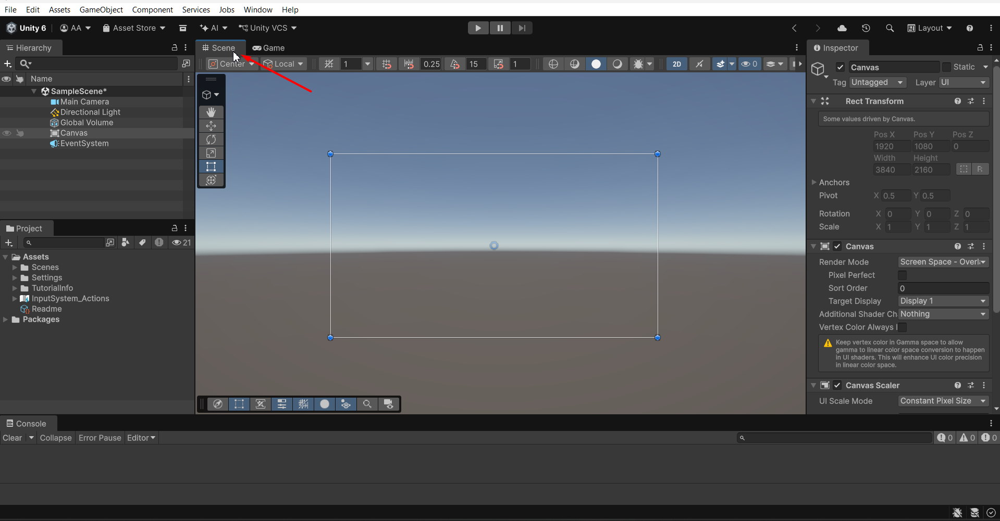 File Edit Assets GameObject Component Services Jobs Window Help
Unity 6 AA Asset Store AI Unity VCS Layout
Hierarchy
Scene Game
Inspector
Center Local 1 0.25 15 1 2D 0
Canvas Static
Tag Untagged Layer UI
Name
SampleScene*
Main Camera
Directional Light
Global Volume
Canvas
EventSystem
Rect Transform
Some values driven by Canvas.
Pos X Pos Y Pos Z
1920 1080 0
Width Height
3840 2160 R
Anchors
Pivot X 0.5 Y 0.5
Rotation X 0 Y 0 Z 0
Scale X 1 Y 1 Z 1
Project
21
Assets
Scenes
Settings
TutorialInfo
InputSystem_Actions
Readme
Packages
Canvas
Render Mode Screen Space - Overl
Pixel Perfect
Sort Order 0
Target Display Display 1
Additional Shader Ch Nothing
Vertex Color Always
Keep vertex color in Gamma space to allow
gamma to linear color space conversion to happen
in UI shaders. This will enhance UI color precision
in linear color space.
Canvas Scaler
UI Scale Mode Constant Pixel Size
Console
Clear Collapse Error Pause Editor 0 0 0